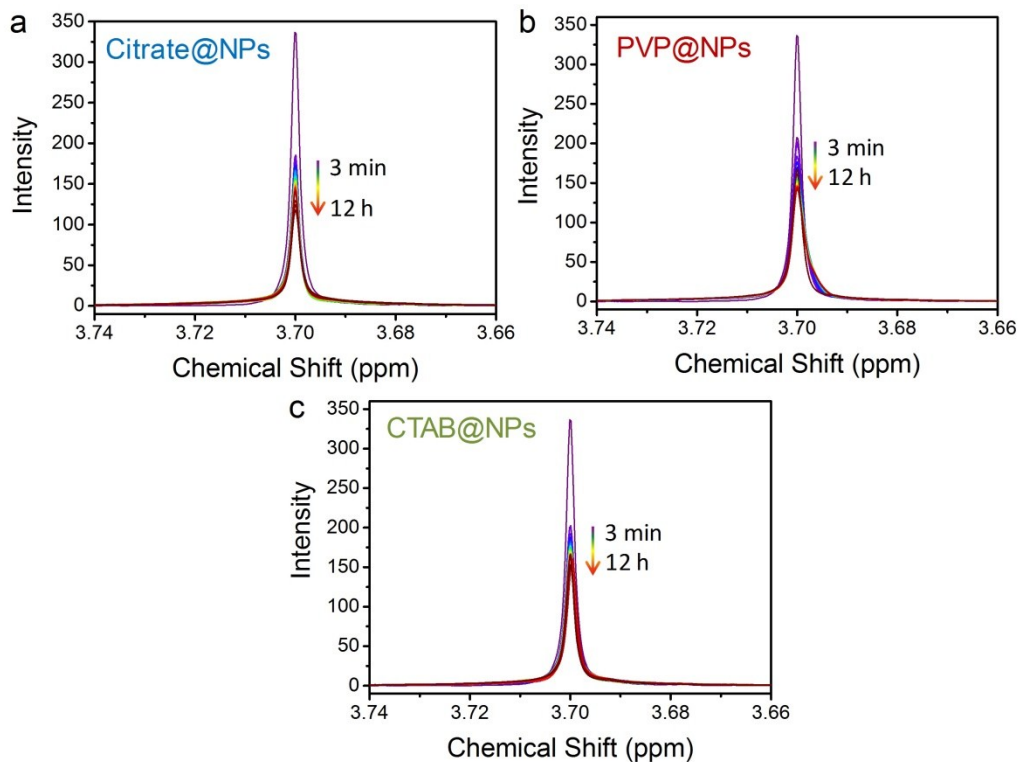 a
Citrate@NPs
350
300
250
200
150
100
50
0
Intensity
3 min
12 h
3.74
3.72
3.70
3.68
3.66
Chemical Shift (ppm)
b
PVP@NPs
350
300
250
200
150
100
50
0
Intensity
3 min
12 h
3.74
3.72
3.70
3.68
3.66
Chemical Shift (ppm)
c
CTAB@NPs
350
300
250
200
150
100
50
0
Intensity
3 min
12 h
3.74
3.72
3.70
3.68
3.66
Chemical Shift (ppm)